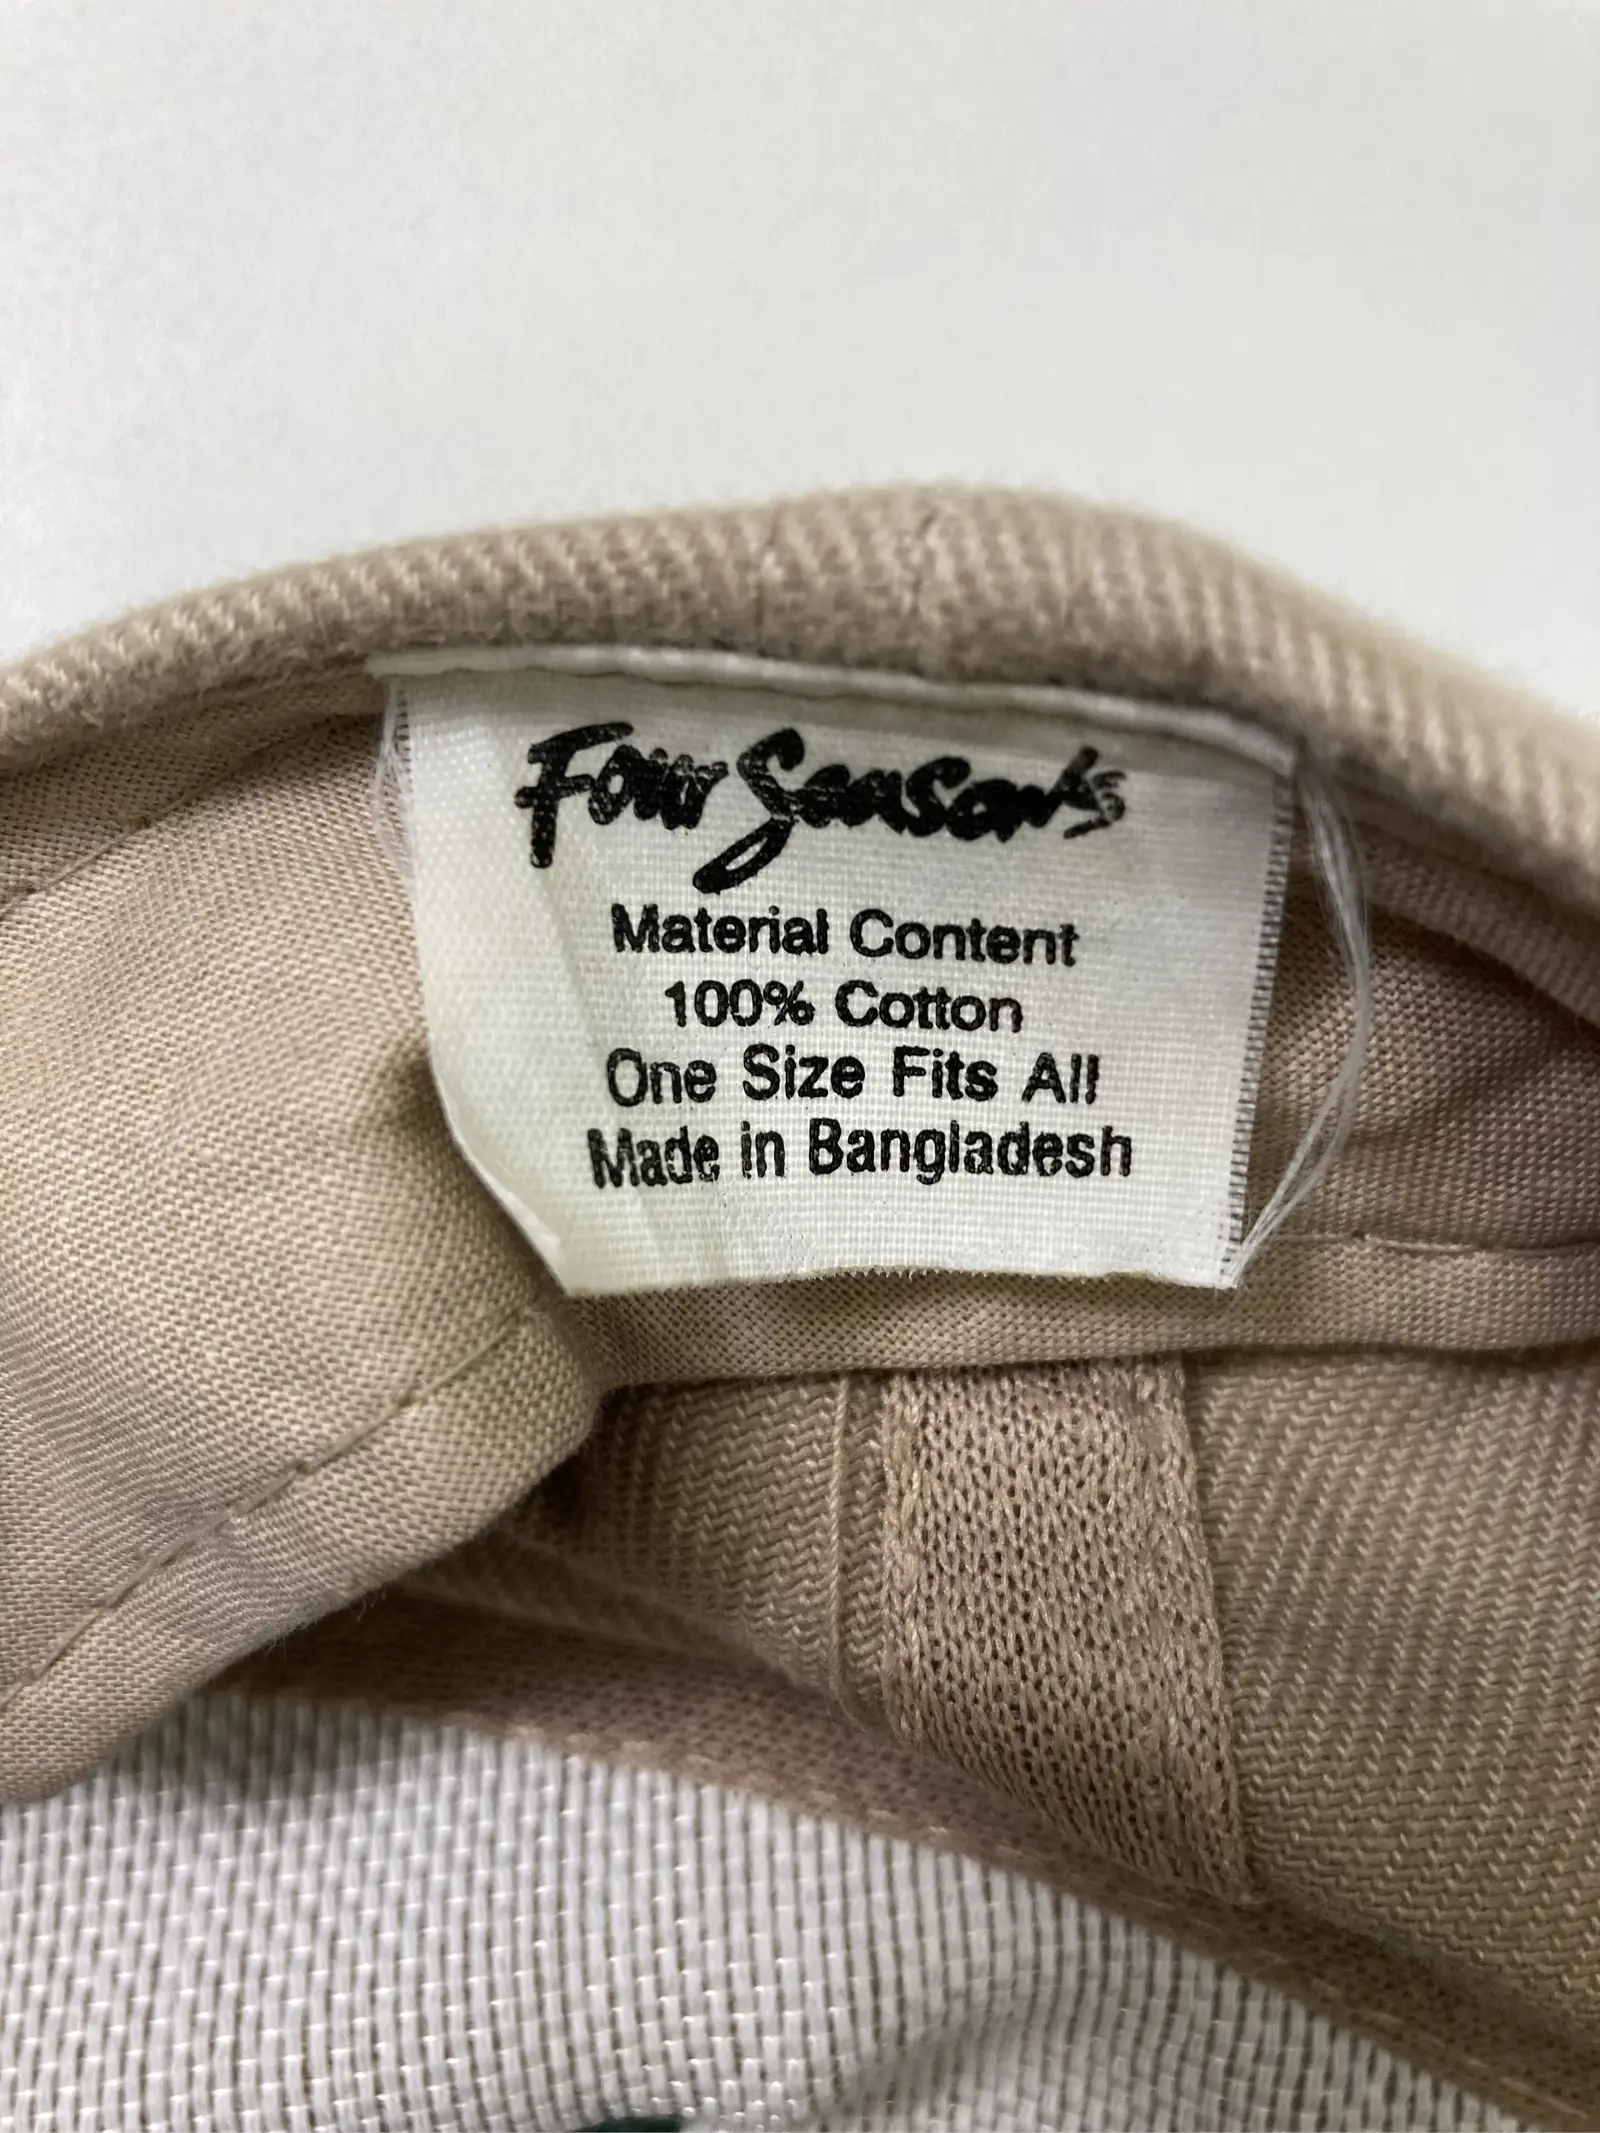 Four Seasons
Material Content
100% Cotton
One Size Fits All
Made in Bangladesh